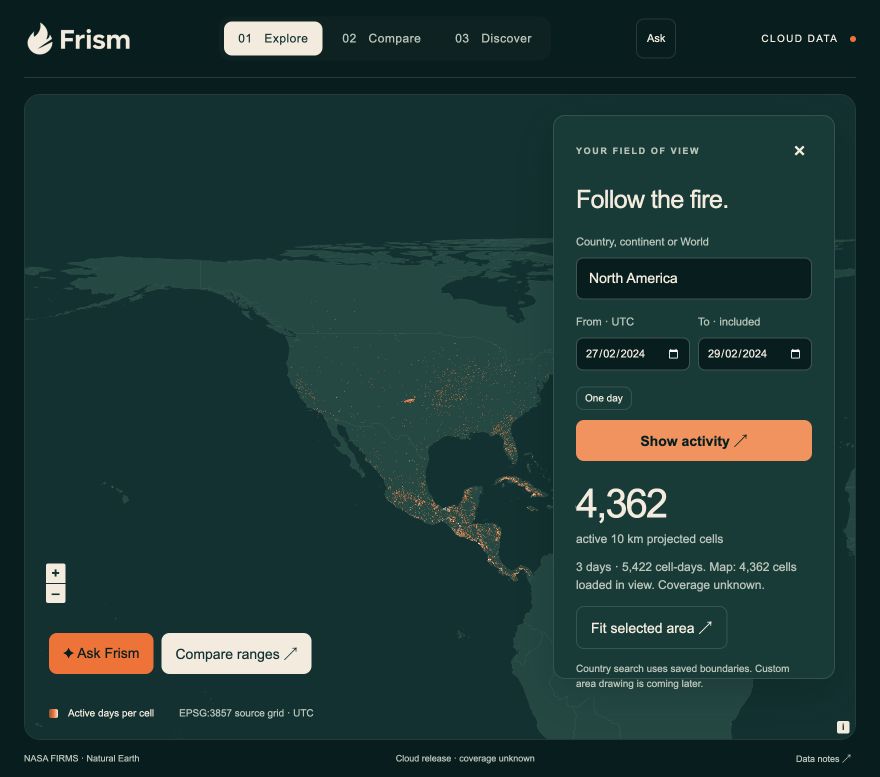 Frism
01 Explore
02 Compare
03 Discover
Ask
CLOUD DATA
YOUR FIELD OF VIEW
×
Follow the fire.
Country, continent or World
North America
From · UTC
To · included
27/02/2024
29/02/2024
One day
Show activity ↗
4,362
active 10 km projected cells
3 days · 5,422 cell-days. Map: 4,362 cells
loaded in view. Coverage unknown.
Fit selected area ↗
Country search uses saved boundaries. Custom
area drawing is coming later.
+
−
✦ Ask Frism
Compare ranges ↗
Active days per cell
EPSG:3857 source grid · UTC
i
NASA FIRMS · Natural Earth
Cloud release · coverage unknown
Data notes ↗